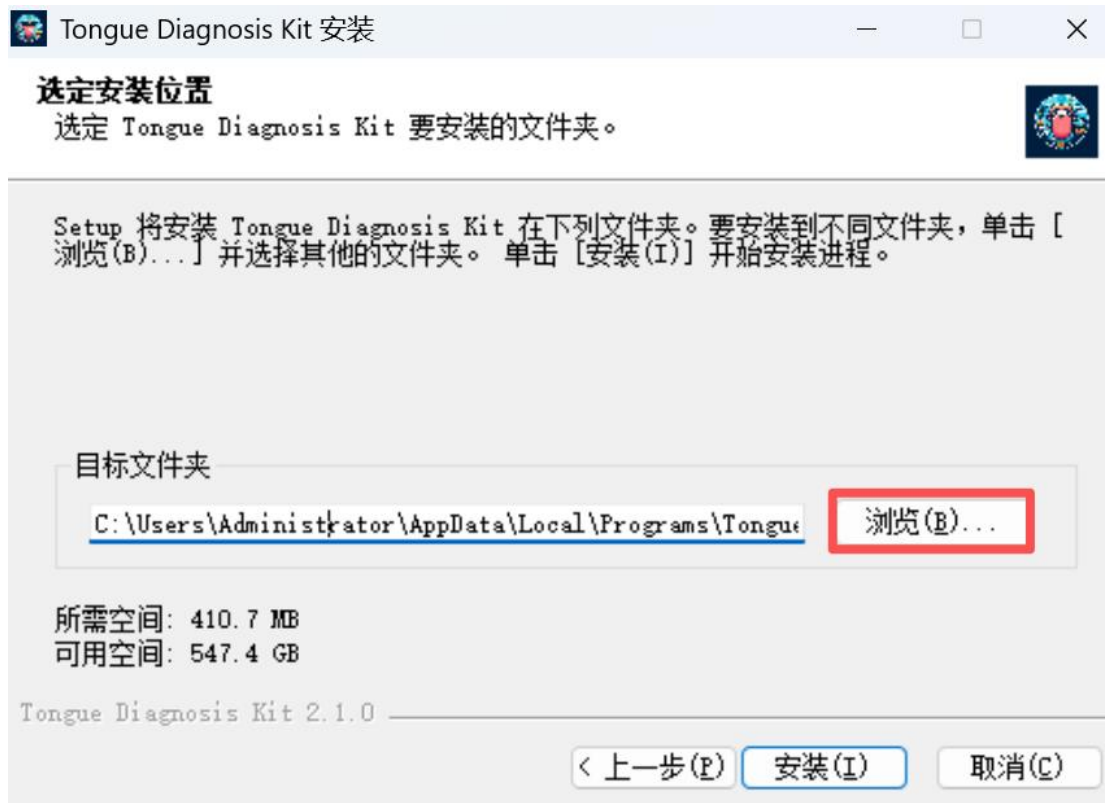 Tongue Diagnosis Kit 安装
选定安装位置
选定 Tongue Diagnosis Kit 要安装的文件夹。
Setup 将安装 Tongue Diagnosis Kit 在下列文件夹。要安装到不同文件夹，单击 [
浏览(B)...] 并选择其他的文件夹。 单击 [安装(I)] 开始安装进程。
目标文件夹
C:\Users\Administrator\AppData\Local\Programs\Tongue
浏览(B)...
所需空间: 410.7 MB
可用空间: 547.4 GB
Tongue Diagnosis Kit 2.1.0
< 上一步(P) 安装(I) 取消(C)